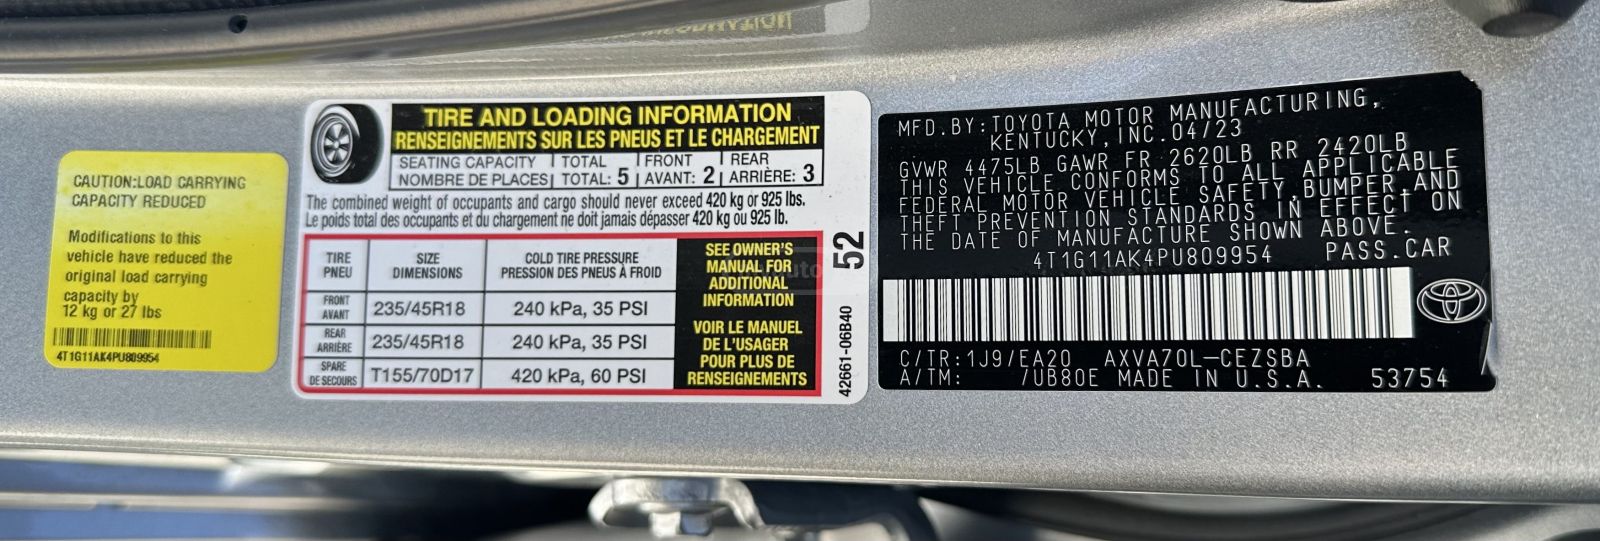 CAUTION:LOAD CARRYING
CAPACITY REDUCED
Modifications to this
vehicle have reduced the
original load carrying
capacity by
12 kg or 27 lbs
4T1G11AK4PU809954
TIRE AND LOADING INFORMATION
RENSEIGNEMENTS SUR LES PNEUS ET LE CHARGEMENT
SEATING CAPACITY TOTAL FRONT REAR
NOMBRE DE PLACES TOTAL: 5 AVANT: 2 ARRIÈRE: 3
The combined weight of occupants and cargo should never exceed 420 kg or 925 lbs.
Le poids total des occupants et du chargement ne doit jamais dépasser 420 kg ou 925 lb.
TIRE SIZE COLD TIRE PRESSURE
PNEU DIMENSIONS PRESSION DES PNEUS À FROID
FRONT
AVANT 235/45R18 240 kPa, 35 PSI
REAR
ARRIÈRE 235/45R18 240 kPa, 35 PSI
SPARE
DE SECOURS T155/70D17 420 kPa, 60 PSI
SEE OWNER'S
MANUAL FOR
ADDITIONAL
INFORMATION
VOIR LE MANUEL
DE L'USAGER
POUR PLUS DE
RENSEIGNEMENTS
52
42661-06B40
MFD.BY:TOYOTA MOTOR MANUFACTURING,
KENTUCKY, INC. 04/23
GVWR 4475LB GAWR FR 2620LB RR 2420LB
THIS VEHICLE CONFORMS TO ALL APPLICABLE
FEDERAL MOTOR VEHICLE SAFETY,BUMPER,AND
THEFT PREVENTION STANDARDS IN EFFECT ON
THE DATE OF MANUFACTURE SHOWN ABOVE.
4T1G11AK4PU809954 PASS.CAR
C/TR:1J9/EA20 AXVA70L-CEZSBA
A/TM: /UB80E MADE IN U.S.A. 53754